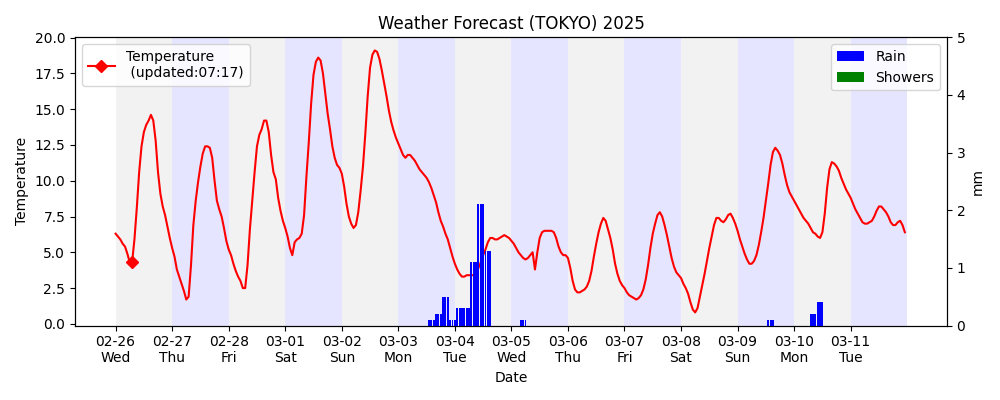 Weather Forecast (TOKYO) 2025
Temperature
(updated:07:17)
Rain
Showers
Temperature
20.0
17.5
15.0
12.5
10.0
7.5
5.0
2.5
0.0
5
4
3
2
1
0
mm
02-26 02-27 02-28 03-01 03-02 03-03 03-04 03-05 03-06 03-07 03-08 03-09 03-10 03-11
Wed Thu Fri Sat Sun Mon Tue Wed Thu Fri Sat Sun Mon Tue
Date